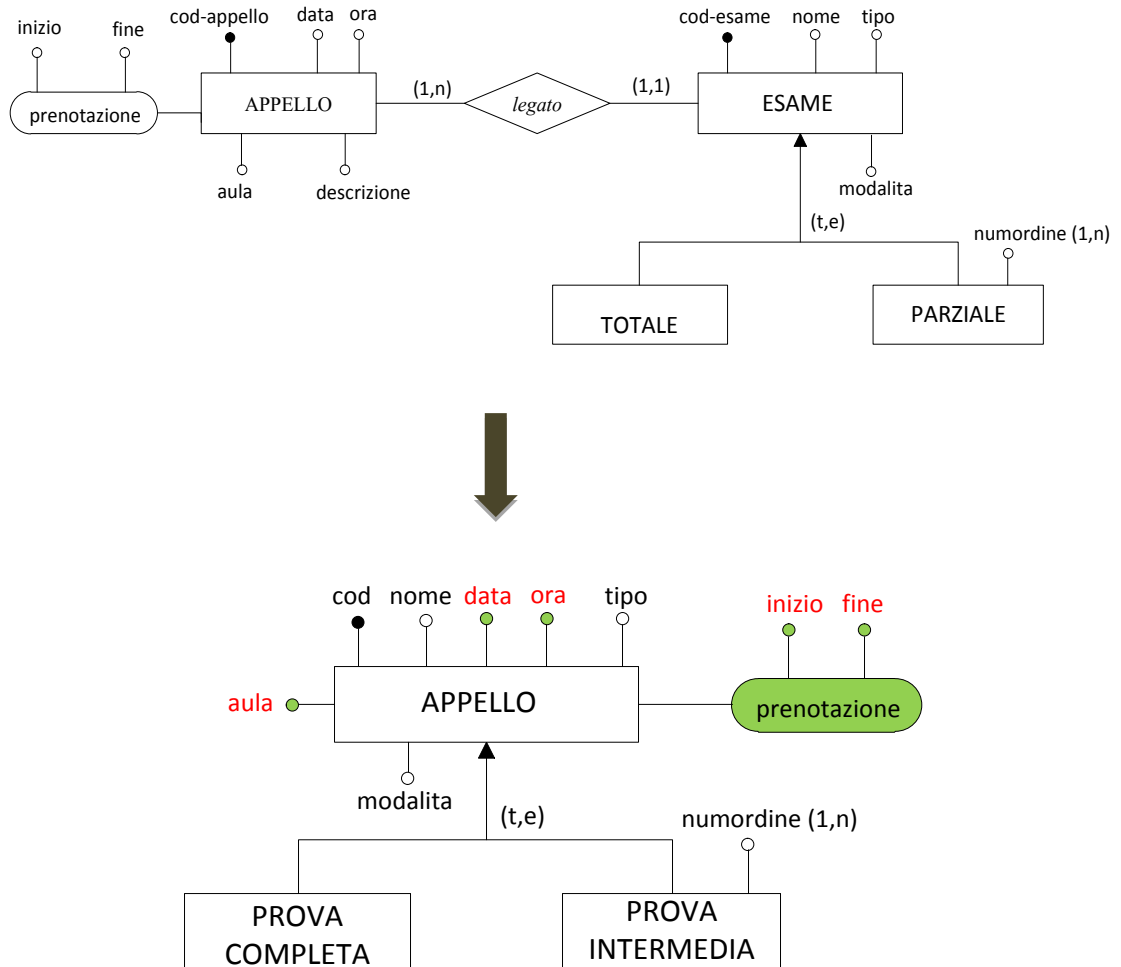 cod-appello data ora
inizio fine
cod-esame nome tipo
prenotazione
APPELLO
(1,n)
legato
(1,1)
ESAME
aula
descrizione
modalita
(t,e)
numordine (1,n)
TOTALE
PARZIALE
cod nome data ora tipo
inizio fine
aula
APPELLO
prenotazione
modalita
(t,e)
numordine (1,n)
PROVA
COMPLETA
PROVA
INTERMEDIA